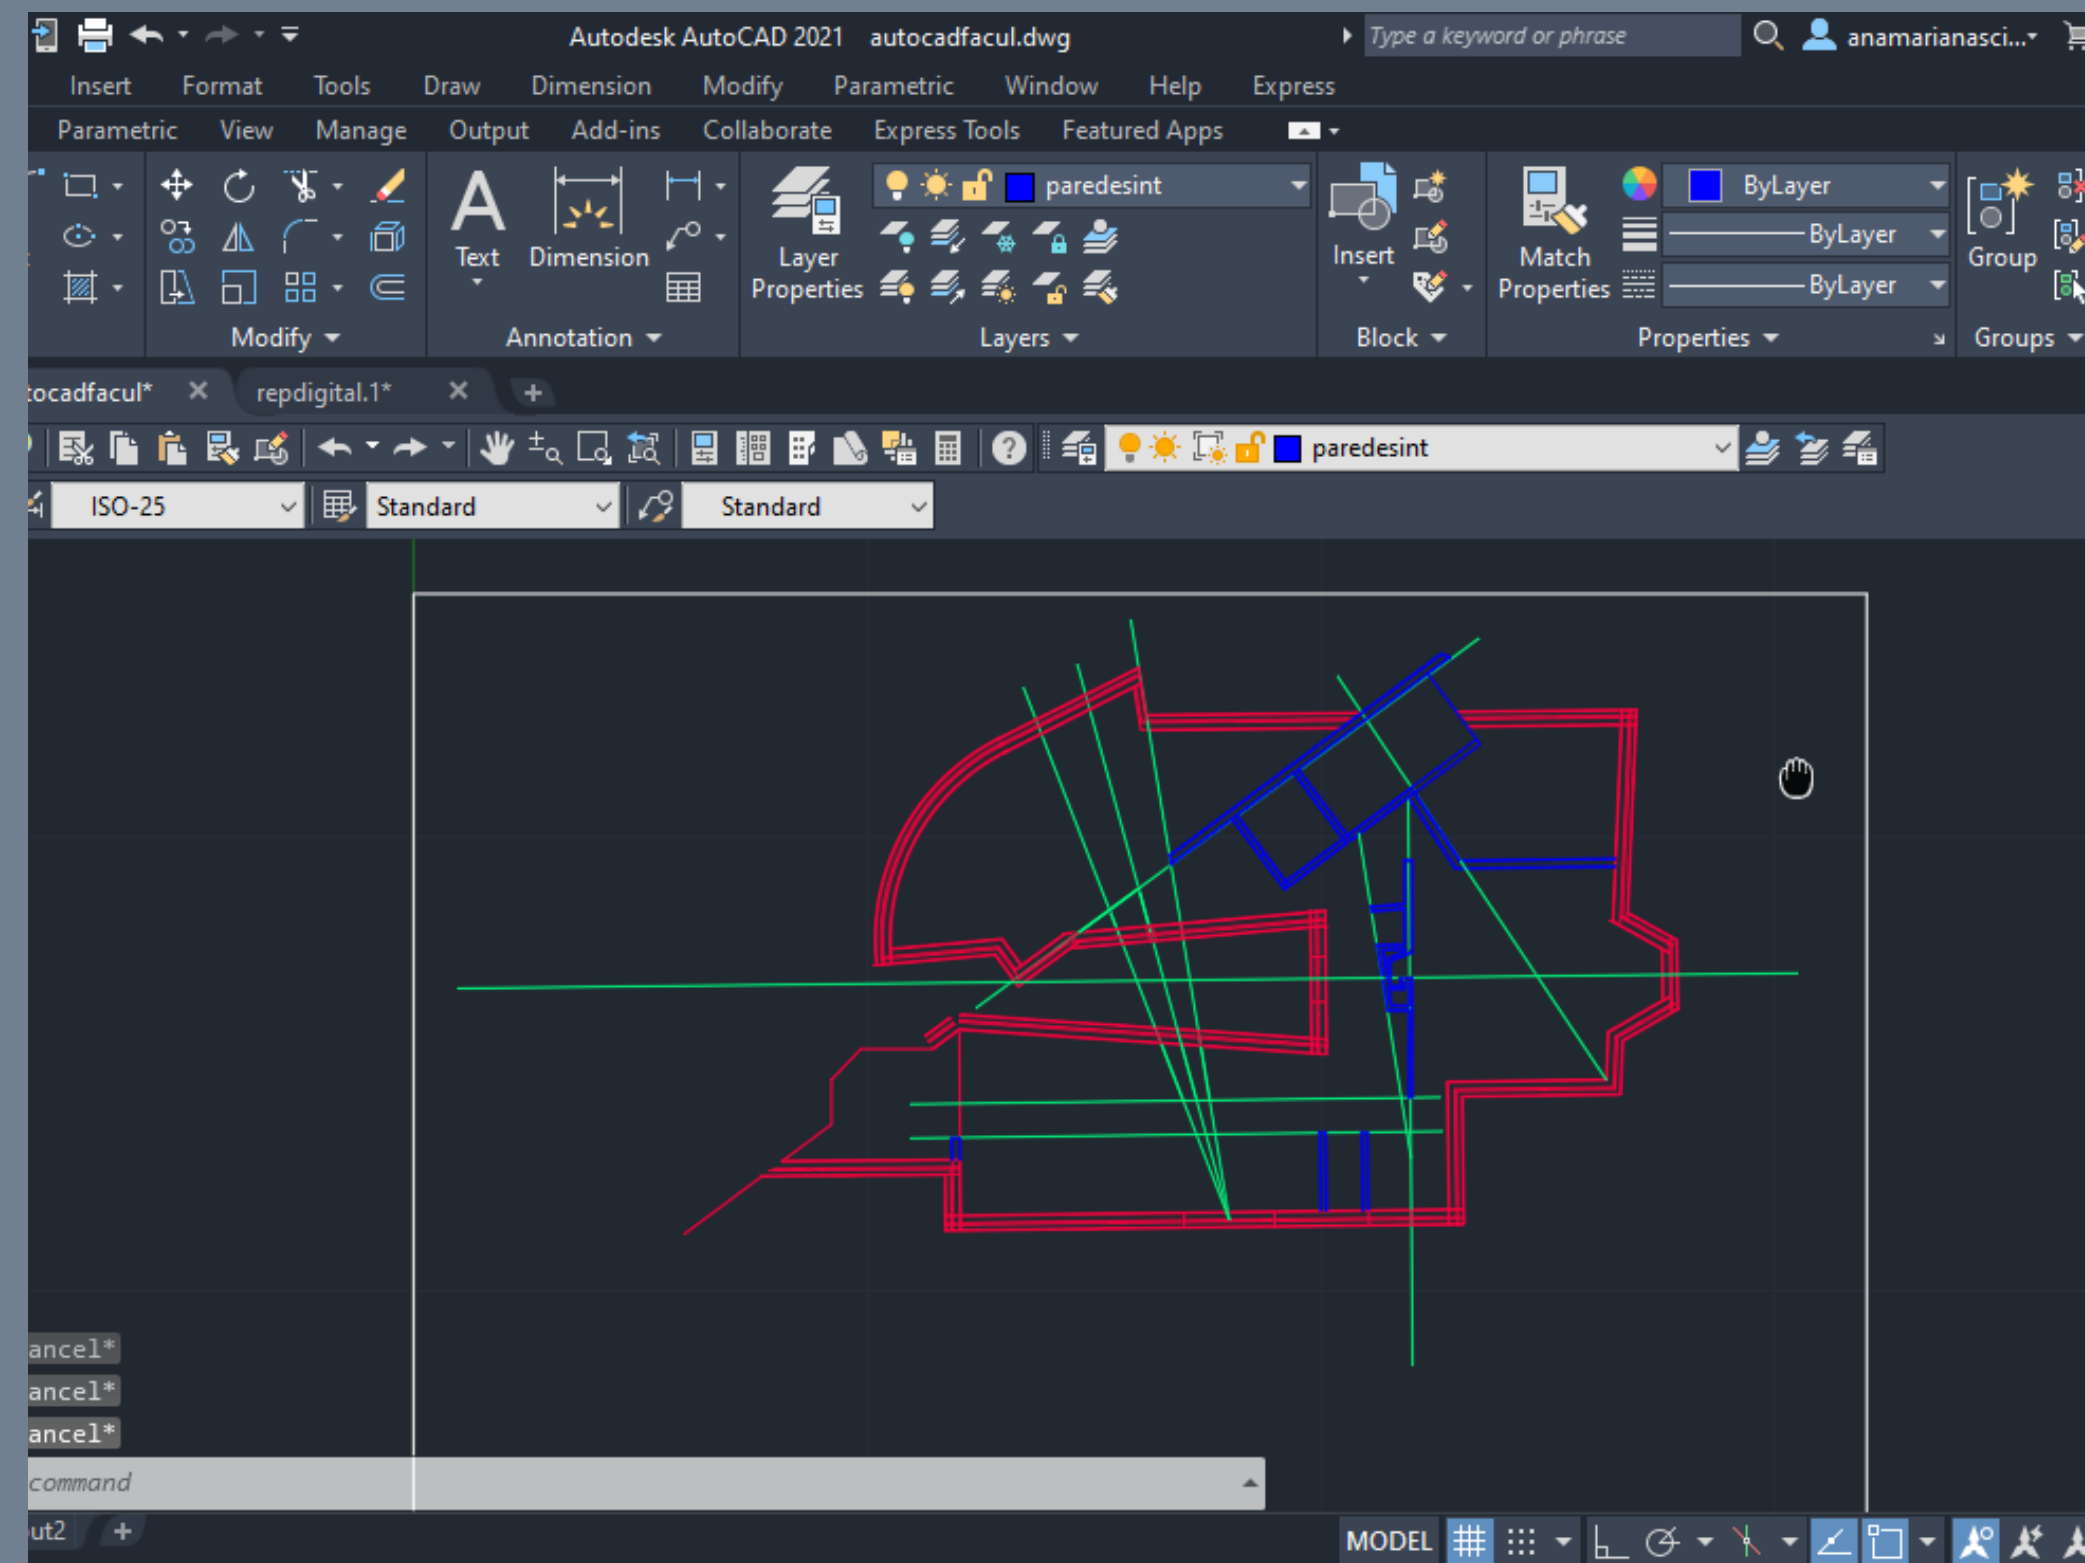 Autodesk AutoCAD 2021 autocadfacul.dwg Type a keyword or phrase anamarianasci...
Insert Format Tools Draw Dimension Modify Parametric Window Help Express
Parametric View Manage Output Add-ins Collaborate Express Tools Featured Apps
paredesint ByLayer
ByLayer
Text Dimension Layer Properties Insert Match Properties Group
ByLayer
Modify Annotation Layers Block Properties Groups
tocadfacul* repdigital.1*
paredesint
ISO-25 Standard Standard
ancel*
ancel*
ancel*
command
out2 MODEL